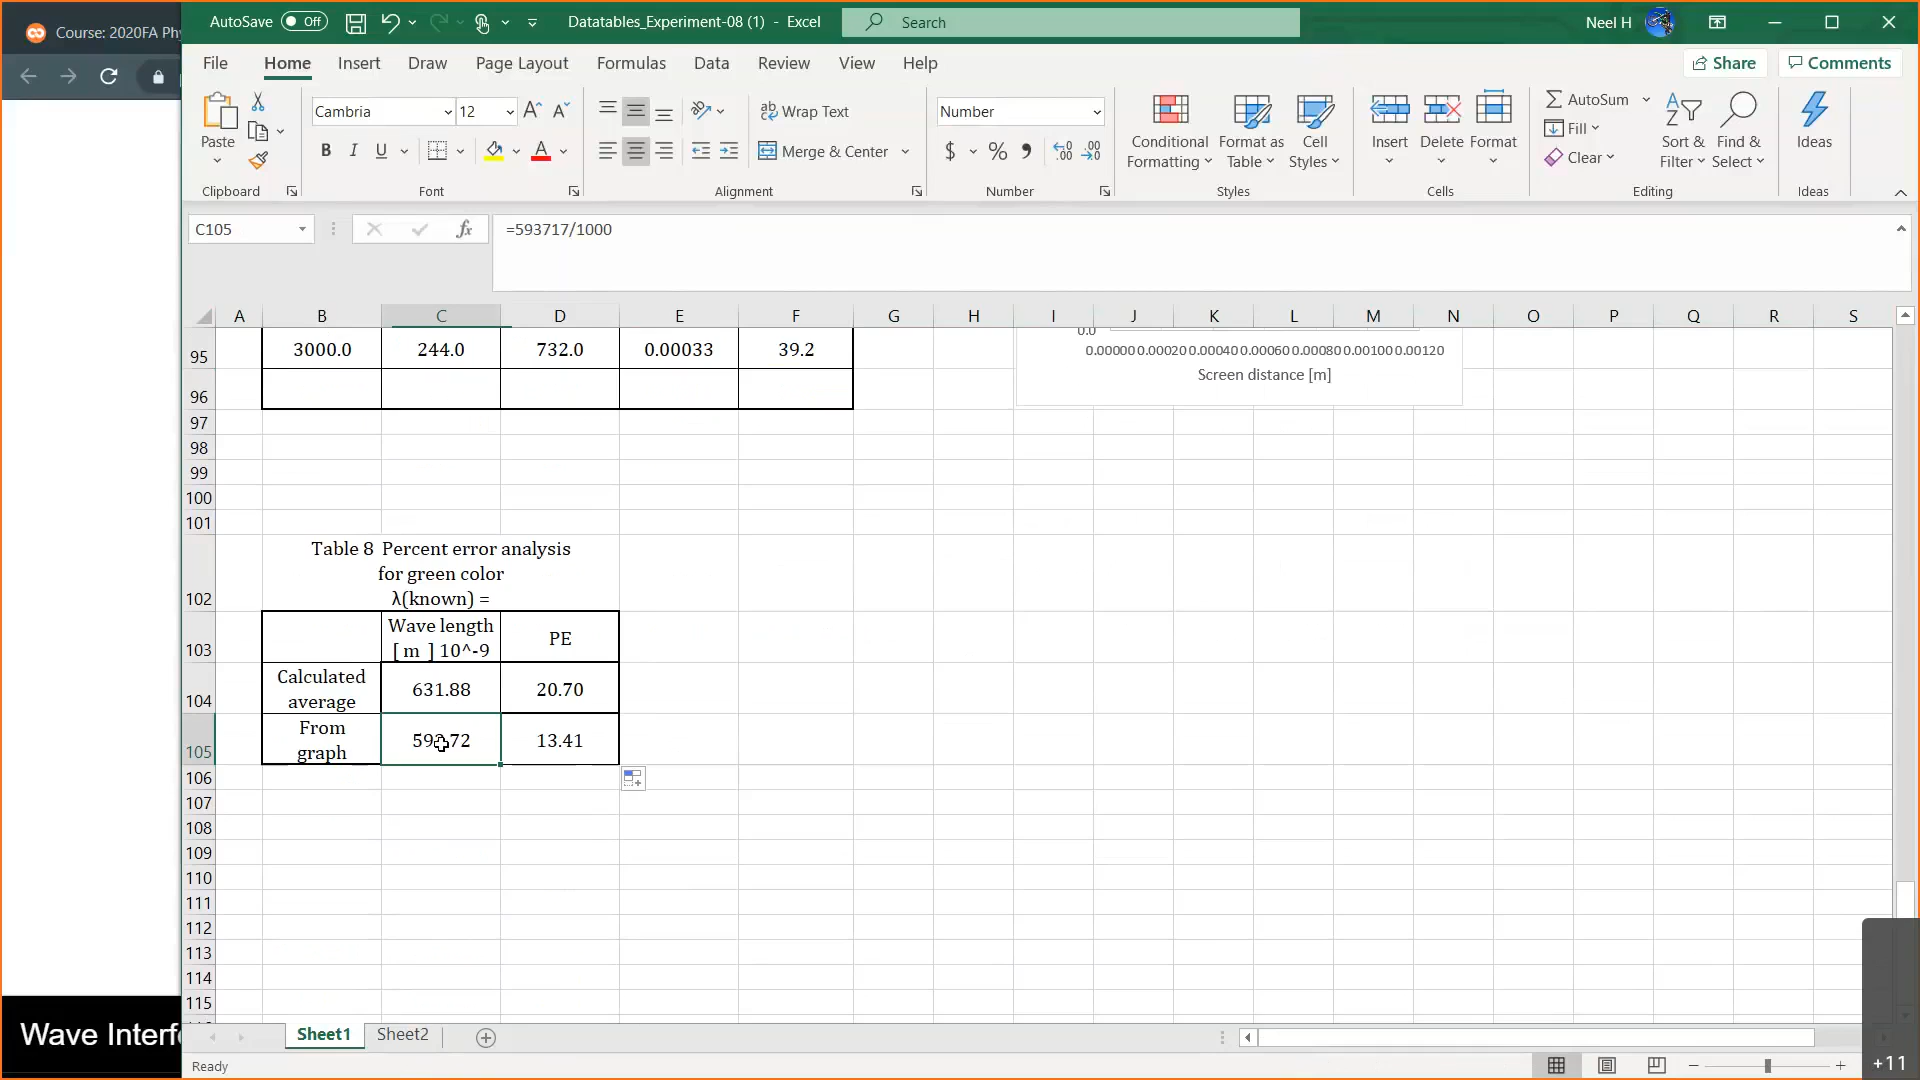 Course: 2020FA Phy
AutoSave Off
Datatables_Experiment-08 (1) - Excel
Search
Neel H
File Home Insert Draw Page Layout Formulas Data Review View Help
Share Comments
Paste
Clipboard
Cambria 12
B I U
Font
ab Wrap Text
Merge & Center
Alignment
Number
$ % ,
Number
Conditional Formatting
Format as Table
Cell Styles
Styles
Insert Delete Format
Cells
AutoSum
Fill
Clear
Sort & Filter
Find & Select
Editing
Ideas
Ideas
C105
fx
=593717/1000
A B C D E F G H I J K L M N O P Q R S
95 3000.0 244.0 732.0 0.00033 39.2
0.0
0.00000 0.00020 0.00040 0.00060 0.00080 0.00100 0.00120
Screen distance [m]
96
97
98
99
100
101
Table 8 Percent error analysis
for green color
102 λ(known) =
Wave length
103 [ m ] 10^-9 PE
Calculated
104 average 631.88 20.70
From
105 graph 72 13.41
106
107
108
109
110
111
112
113
114
115
Wave Interfe
Sheet1 Sheet2
Ready
+11